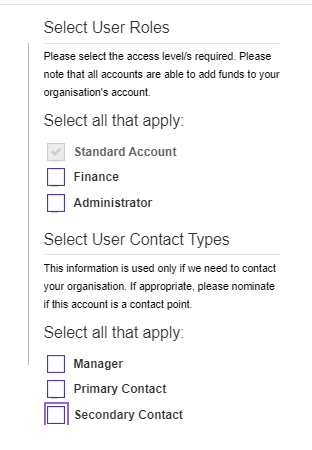 Select User Roles
Please select the access level/s required. Please
note that all accounts are able to add funds to your
organisation's account.
Select all that apply:
Standard Account
Finance
Administrator
Select User Contact Types
This information is used only if we need to contact
your organisation. If appropriate, please nominate
if this account is a contact point.
Select all that apply:
Manager
Primary Contact
Secondary Contact